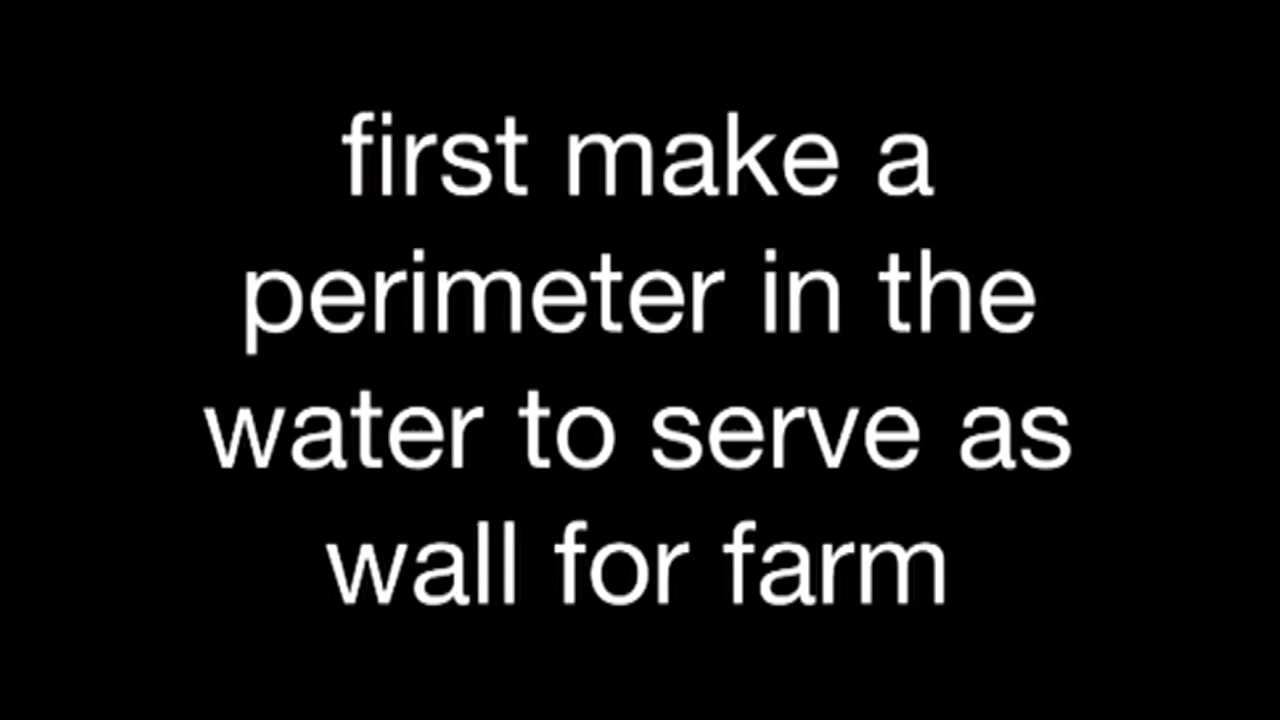 first make a
perimeter in the
water to serve as
wall for farm